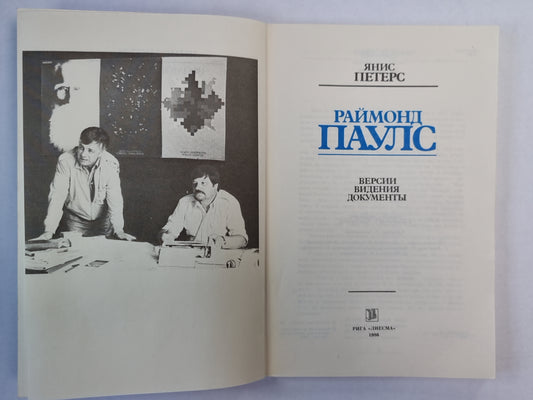 ЯНИС
ПЕТЕРС
РАЙМОНД
ПАУЛС
ВЕРСИИ
ВИДЕНИЯ
ДОКУМЕНТЫ
РИГА «ЛИЕСМА»
1986